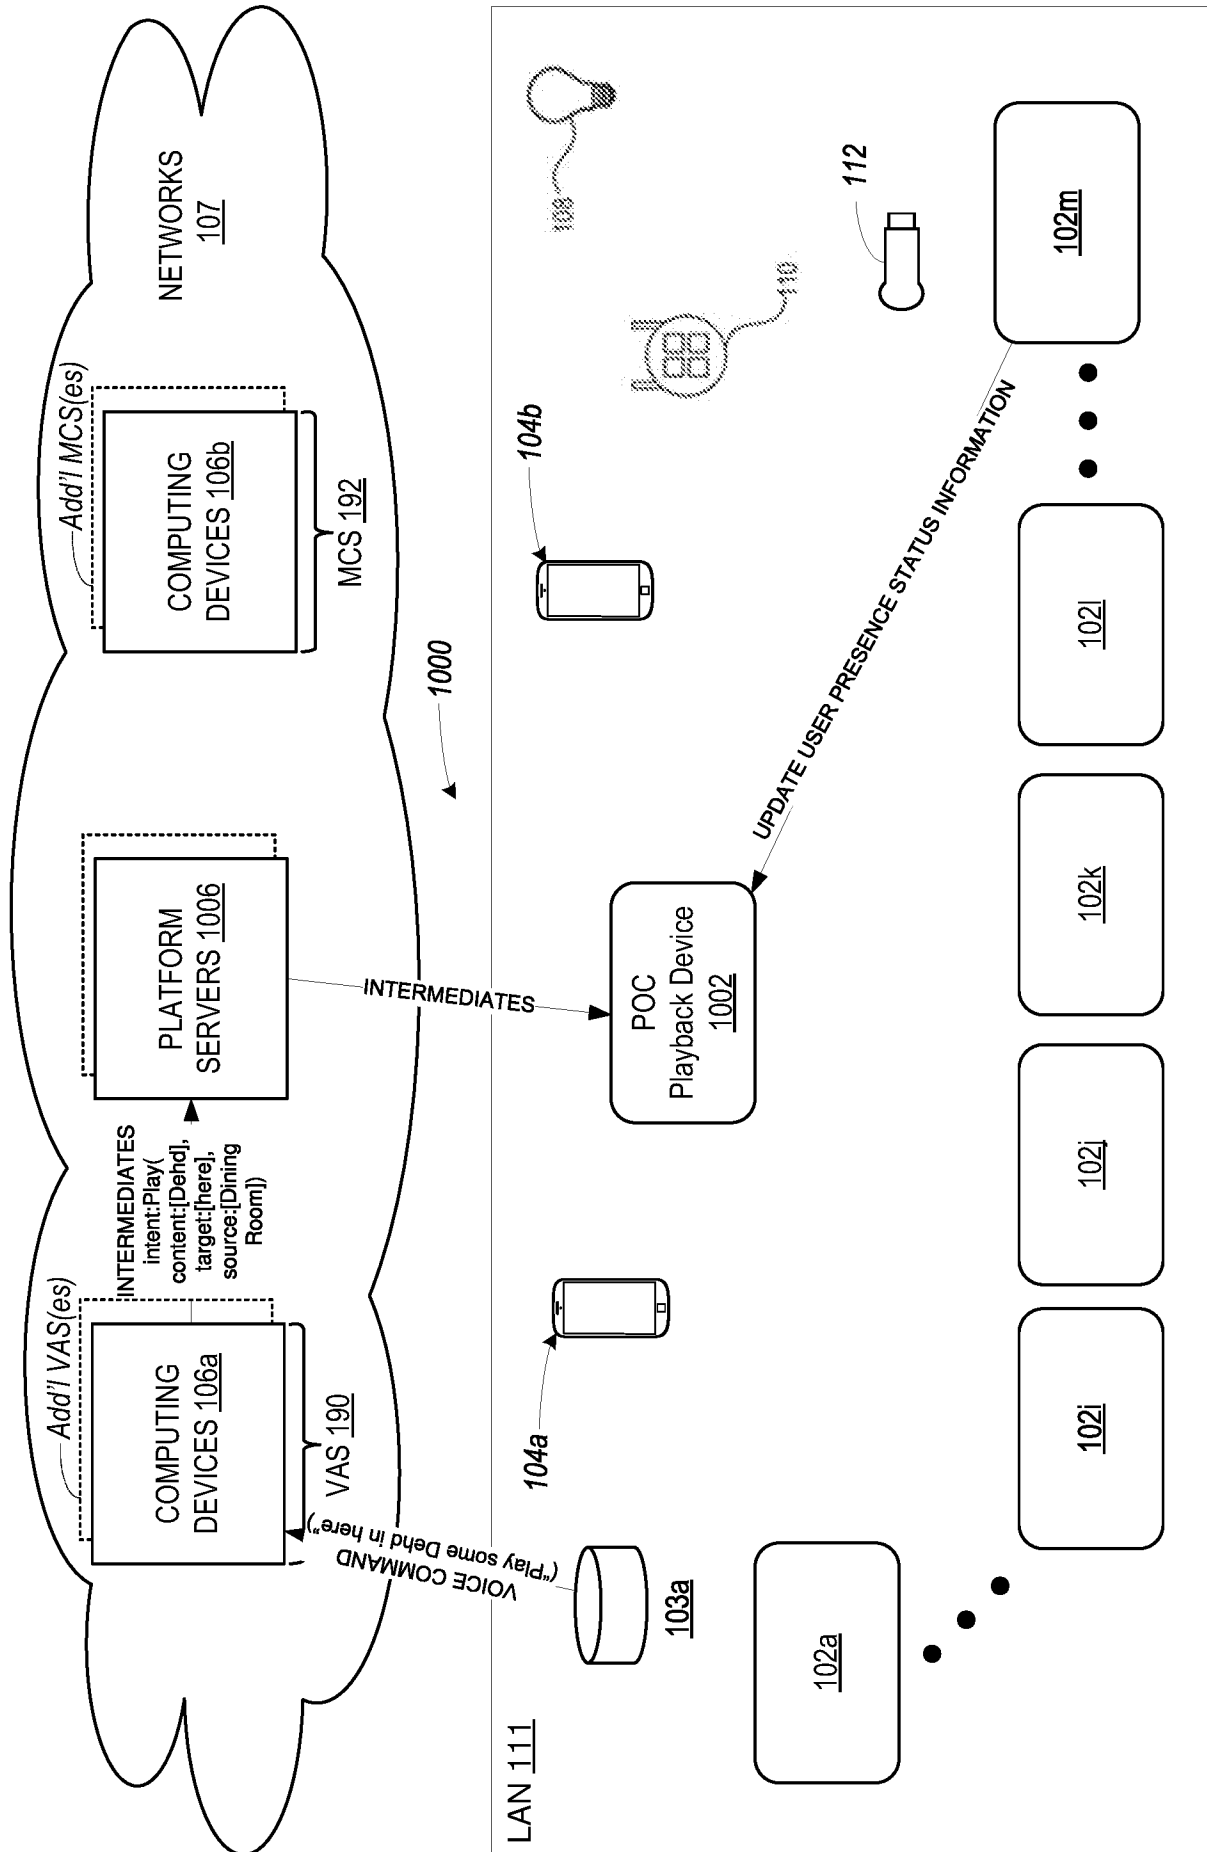 NETWORKS
107
Add'l VAS(es)
COMPUTING
DEVICES 106a
VAS 190
INTERMEDIATES
intent:Play(
content:[Dehd],
target:[here],
source:[Dining
Room])
PLATFORM
SERVERS 1006
Add'l MCS(es)
COMPUTING
DEVICES 106b
MCS 192
1000
VOICE COMMAND
("Play some Dehd in here")
INTERMEDIATES
LAN 111
103a
104a
104b
108
110
112
POC
Playback Device
1002
UPDATE USER PRESENCE STATUS INFORMATION
102a
102i
102j
102k
102l
102m